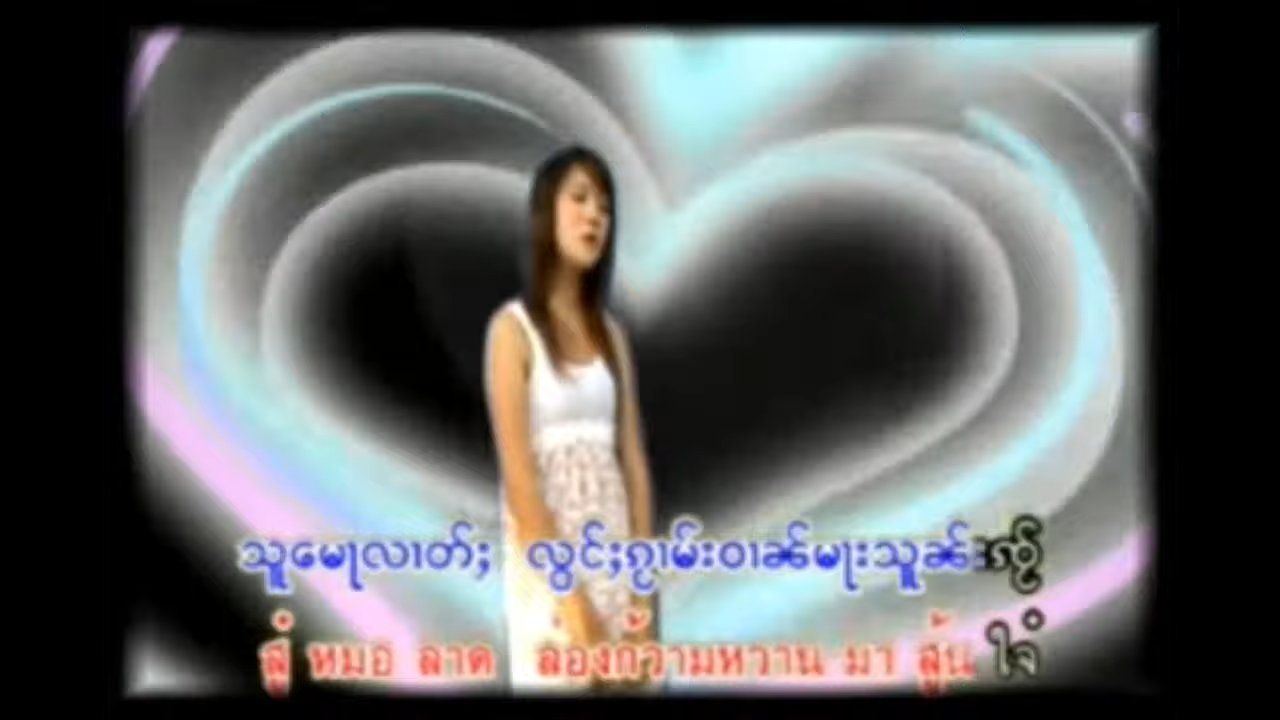 သူမေႃလၢတ်ႈ လွင်ႈၵႂၢမ်းဝၢၼ်မႃးသူၼ်ႇၸႂ်
สู่ หมอ ลาด ล่องก้วามหวาน มา สู้น ใจ่